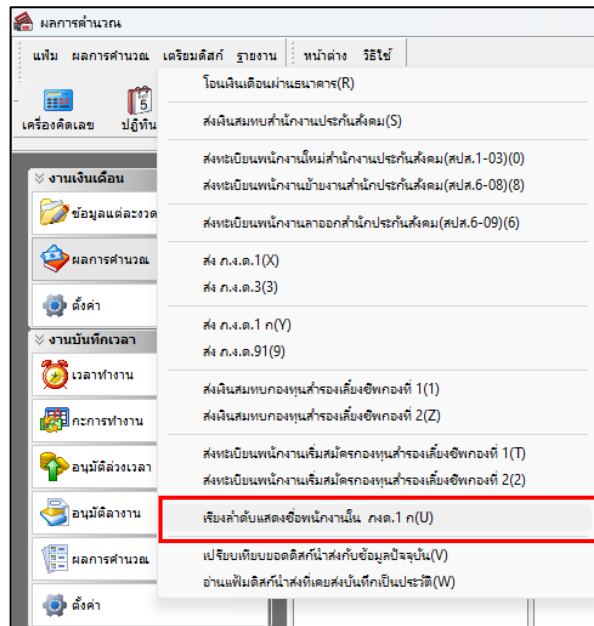 ผลการคำนวณ
แฟ้ม ผลการคำนวณ เตรียมดิสก์ ฐายงาน หน้าต่าง วิธีใช้
โอนเงินเดือนผ่านธนาคาร(R)
เครื่องคิดเลข ปฏิทิน
5
ส่งเงินสมทบสำนักงานประกันสังคม(S)
ส่งทะเบียนพนักงานใหม่สำนักงานประกันสังคม(สปส.1-03)(0)
งานเงินเดือน
ส่งทะเบียนพนักงานย้ายงานสำนักประกันสังคม(สปส.6-08)(8)
ข้อมูลแต่ละงวด
ส่งทะเบียนพนักงานลาออกสำนักประกันสังคม(สปส.6-09)(6)
ผลการคำนวณ
ส่ง ภ.ง.ด.1(X)
ส่ง ภ.ง.ด.3(3)
ตั้งค่า
ส่ง ภ.ง.ด.1 ก(Y)
งานบันทึกเวลา
ส่ง ภ.ง.ด.91(9)
เวลาทำงาน
ส่งเงินสมทบกองทุนสำรองเลี้ยงชีพกองที่ 1(1)
ส่งเงินสมทบกองทุนสำรองเลี้ยงชีพกองที่ 2(Z)
กะการทำงาน
ส่งทะเบียนพนักงานเริ่มสมัครกองทุนสำรองเลี้ยงชีพกองที่ 1(T)
อนุมัติล่วงเวลา
ส่งทะเบียนพนักงานเริ่มสมัครกองทุนสำรองเลี้ยงชีพกองที่ 2(2)
อนุมัติลางาน
เรียงลำดับแสดงชื่อพนักงานใน ภงด.1 ก(U)
ผลการคำนวณ
เปรียบเทียบยอดดิสก์นำส่งกับข้อมูลปัจจุบัน(V)
อ่านแฟ้มดิสก์นำส่งที่เคยส่งบันทึกเป็นประวัติ(W)
ตั้งค่า